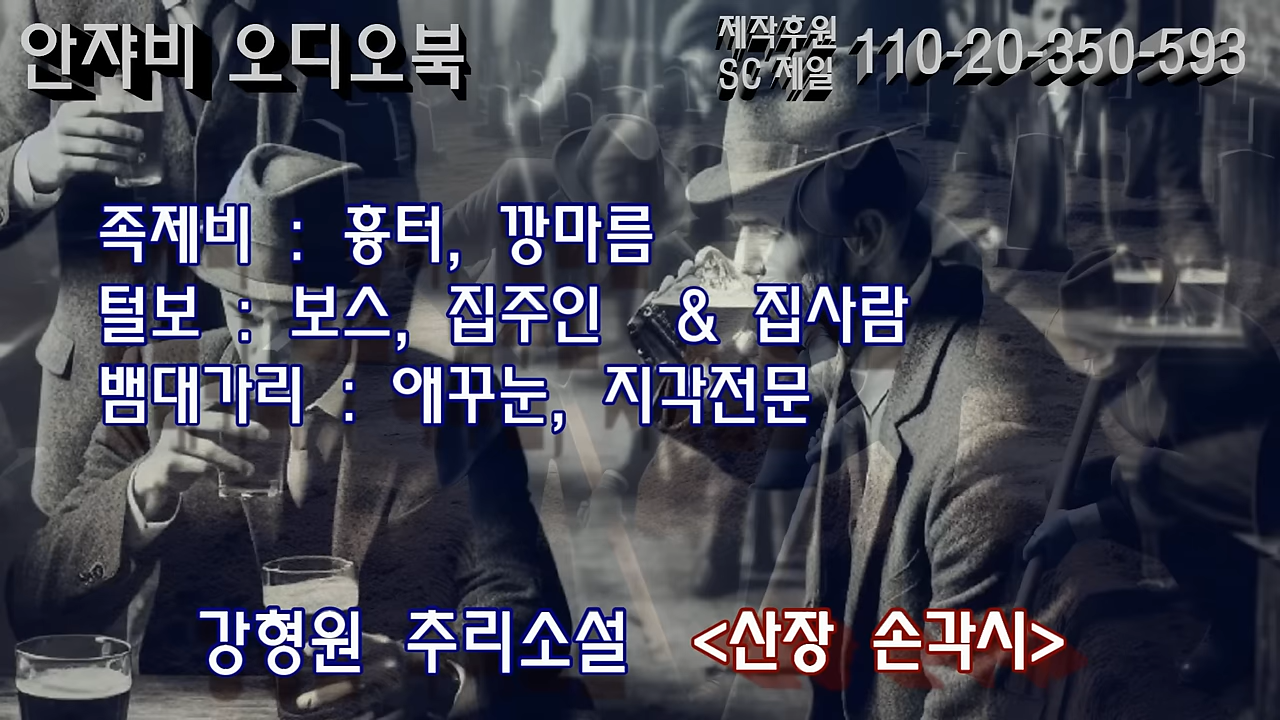 안쟈비 오디오북
제작후원
SC 제일
110-20-350-593
족제비 : 흉터, 깡마름
털보 : 보스, 집주인 & 집사람
뱀대가리 : 애꾸눈, 지각전문
강형원 추리소설 <산장 손각시>